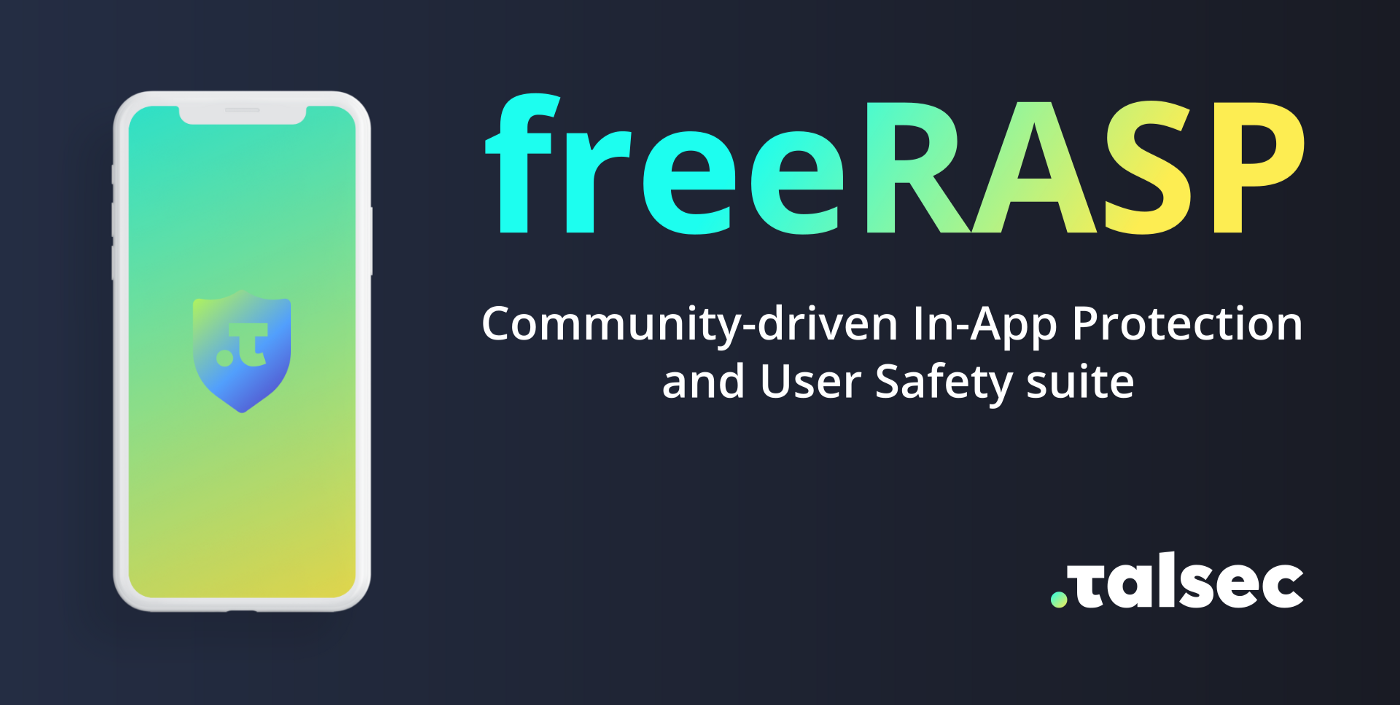 freeRASP
Community-driven In-App Protection
and User Safety suite
.talsec